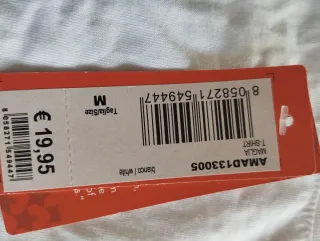 AMAD133005
MAGLIA
T-SHIRT
bianco / white
8 058271 549447
Taglia/Size
M
€ 19,95
8 058271 549447